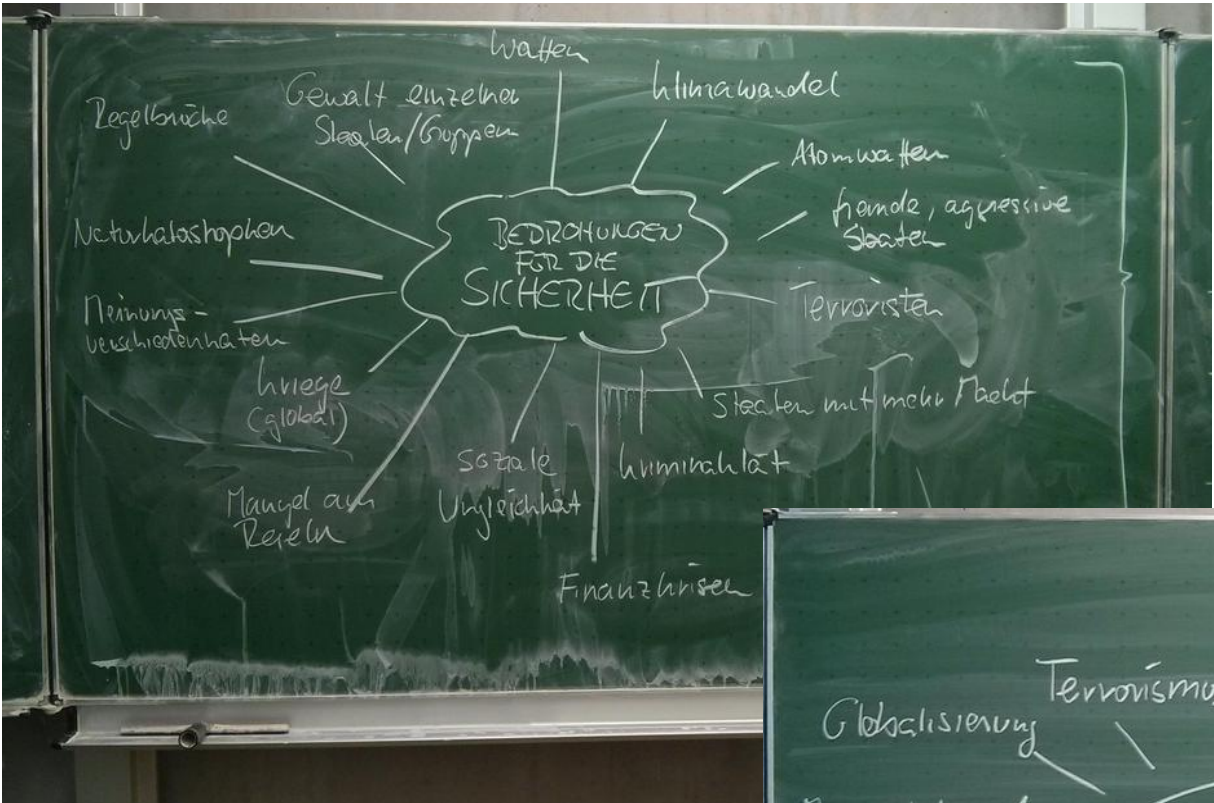 Waffen
Gewalt einzelner
Staaten/Gruppen
Klimawandel
Regelbrüche
Atomwaffen
fremde, aggressive
Staaten
Naturkatastrophen
BEDROHUNGEN
FÜR DIE
SICHERHEIT
Terroristen
Meinungs-
verschiedenheiten
Kriege
(global)
Staaten mit mehr Macht
soziale
Ungleichheit
Kriminalität
Mangel an
Regeln
Finanzkrisen
Terrorismu
Globalisierung